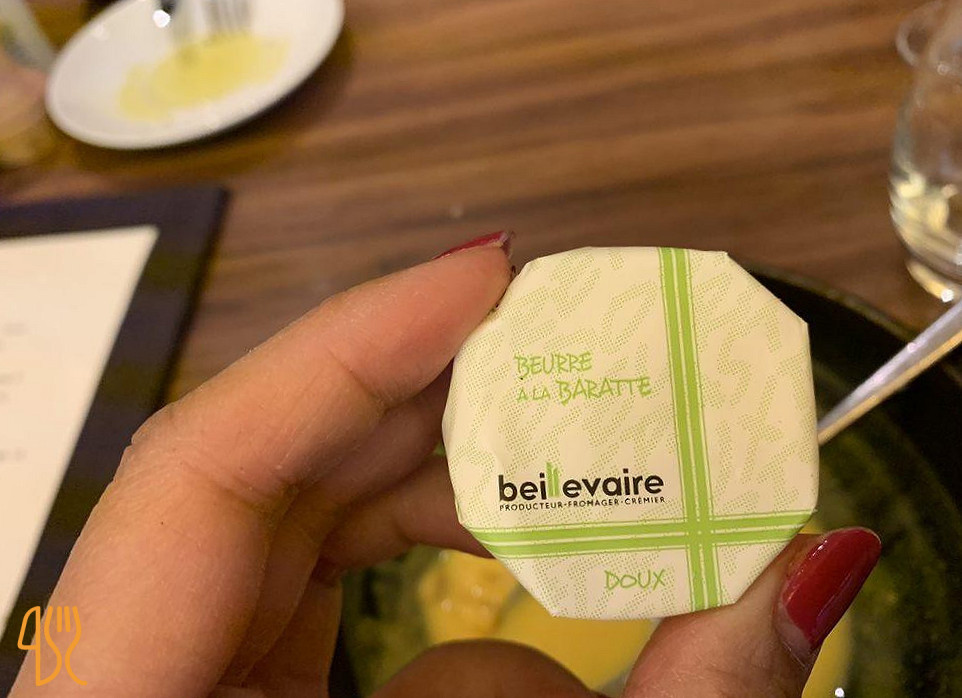 BEURRE
À LA BARATTE
beillevaire
PRODUCTEUR-FROMAGER-CRÉMIER
DOUX